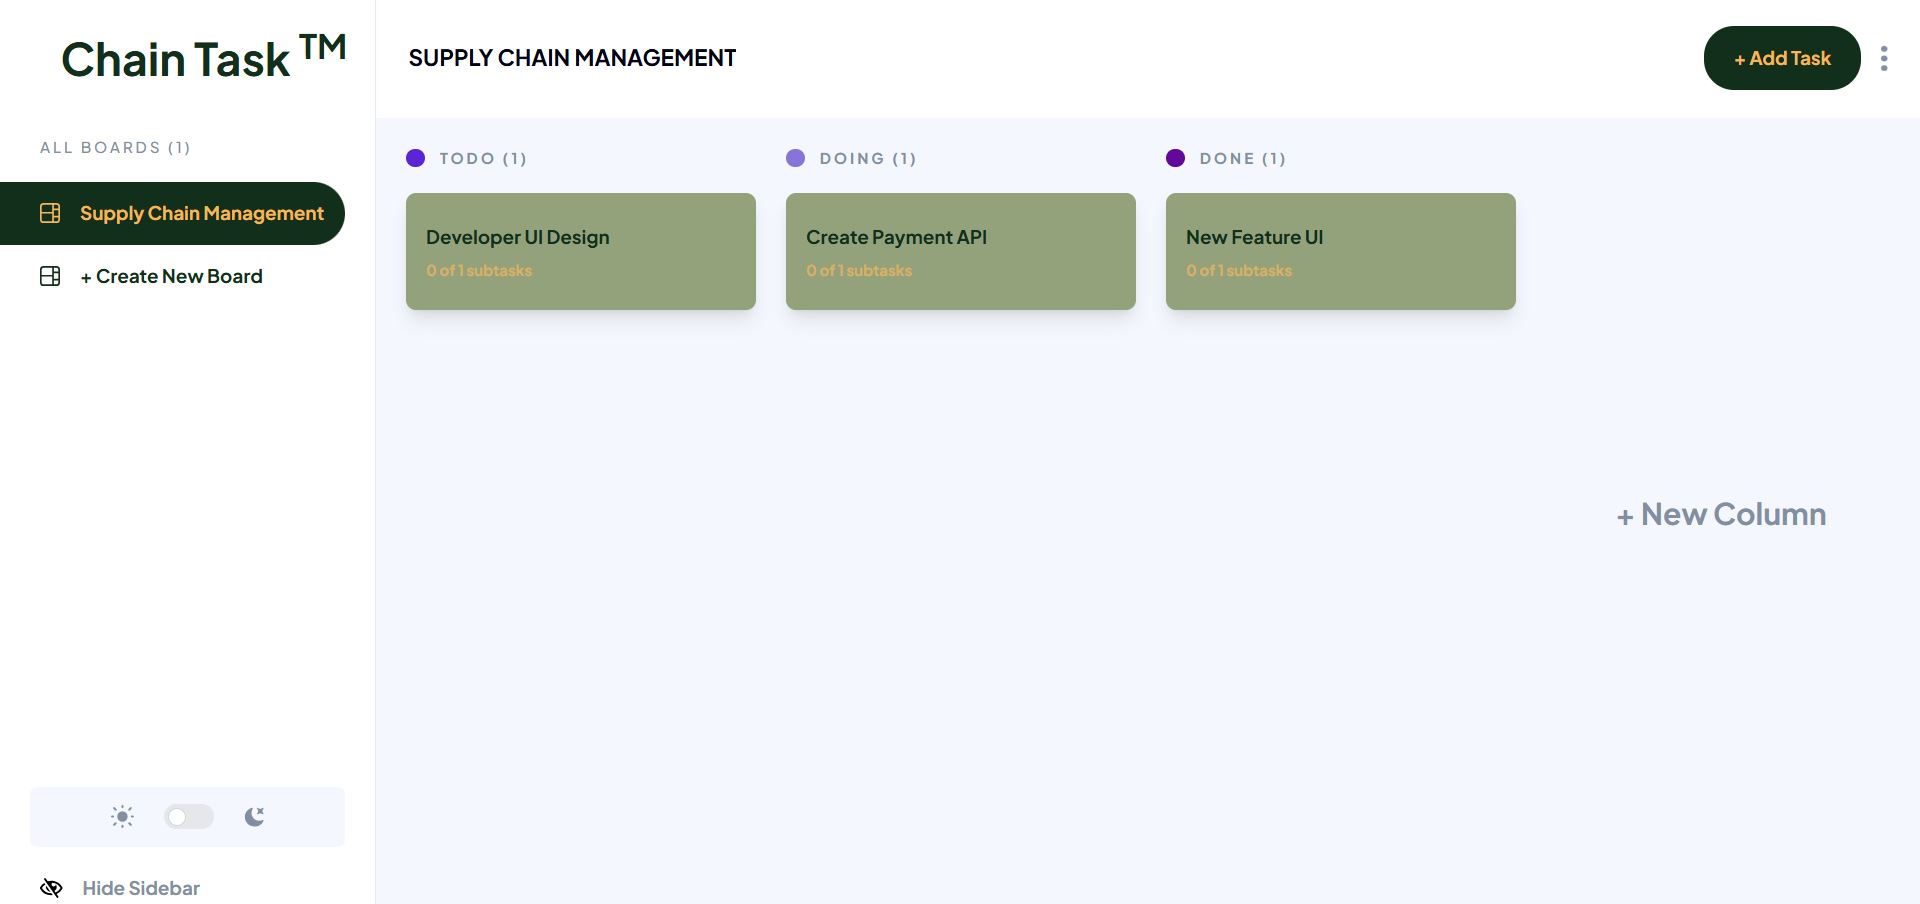 Chain Task TM
ALL BOARDS (1)
Supply Chain Management
+ Create New Board
Hide Sidebar
SUPPLY CHAIN MANAGEMENT
+ Add Task
TODO (1)
Developer UI Design
0 of 1 subtasks
DOING (1)
Create Payment API
0 of 1 subtasks
DONE (1)
New Feature UI
0 of 1 subtasks
+ New Column